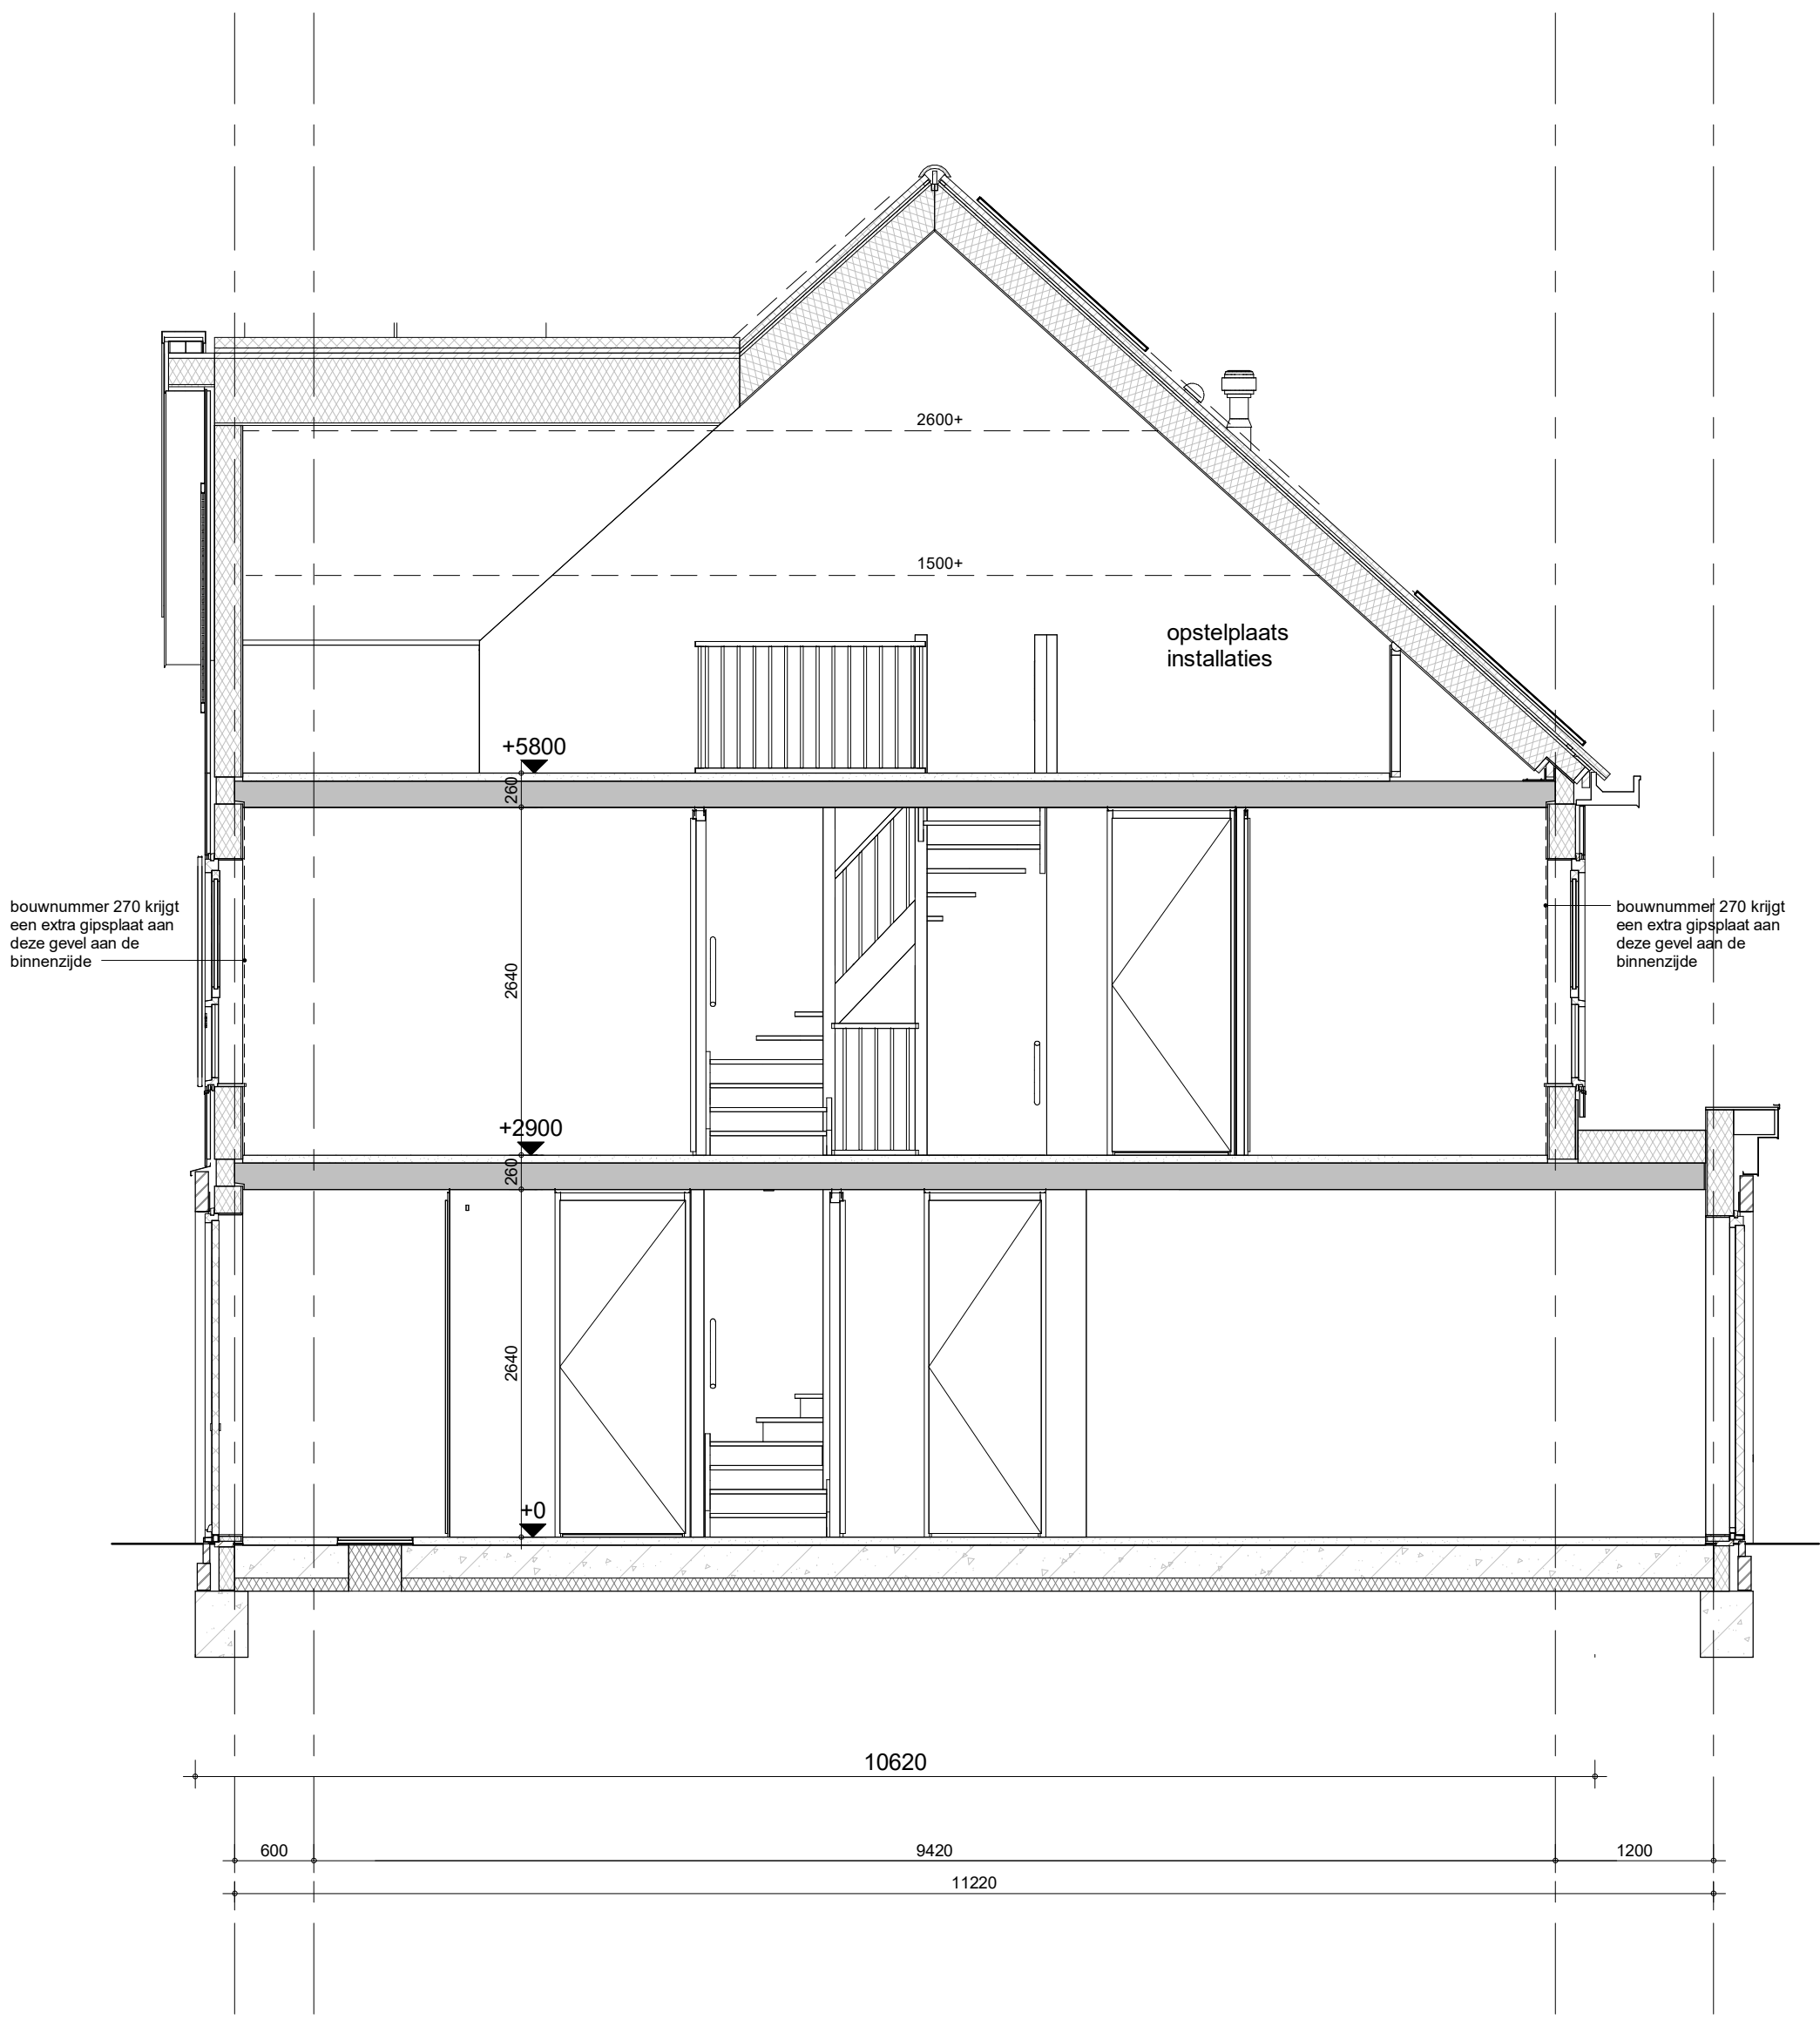 2600+
1500+
opstelplaats
installaties
+5800
260
bouwnummer 270 krijgt
een extra gipsplaat aan
deze gevel aan de
binnenzijde
2640
bouwnummer 270 krijgt
een extra gipsplaat aan
deze gevel aan de
binnenzijde
+2900
260
2640
+0
10620
600
9420
1200
11220